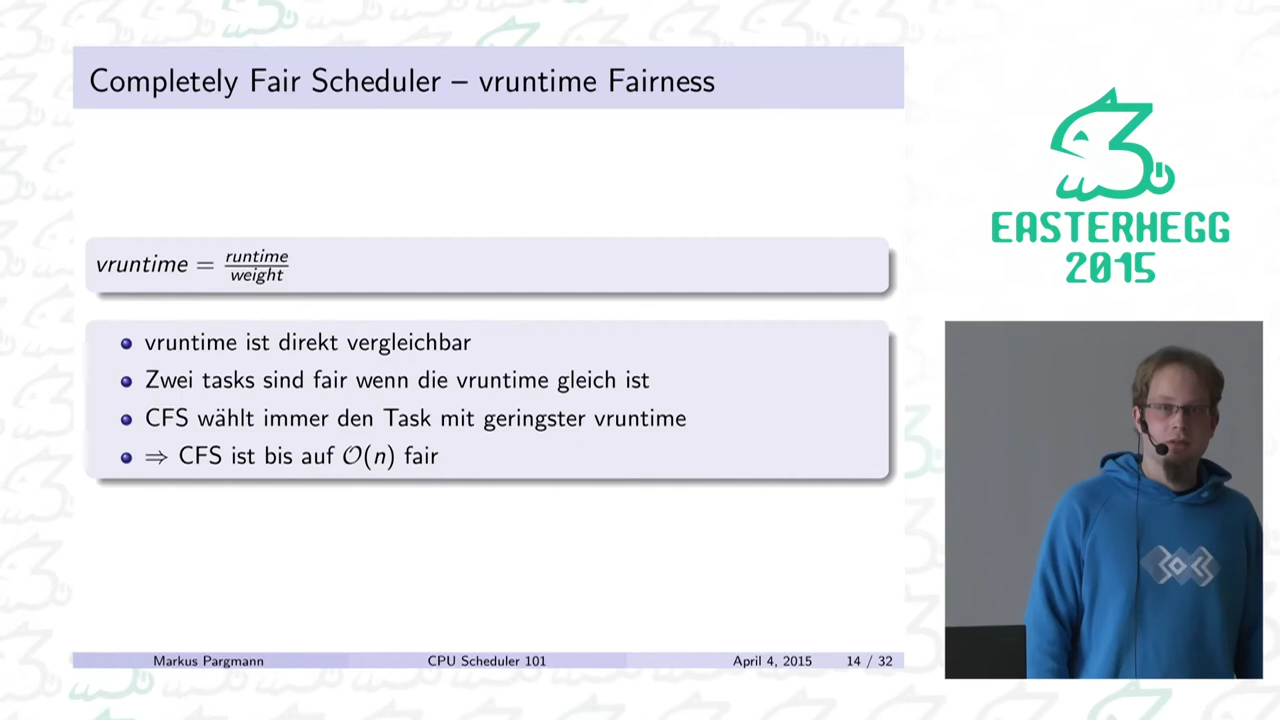 Completely Fair Scheduler – vruntime Fairness
vruntime = runtime/weight
vruntime ist direkt vergleichbar
Zwei tasks sind fair wenn die vruntime gleich ist
CFS wählt immer den Task mit geringster vruntime
⇒ CFS ist bis auf O(n) fair
Markus Pargmann CPU Scheduler 101 April 4, 2015 14 / 32
EASTERHEGG
2015